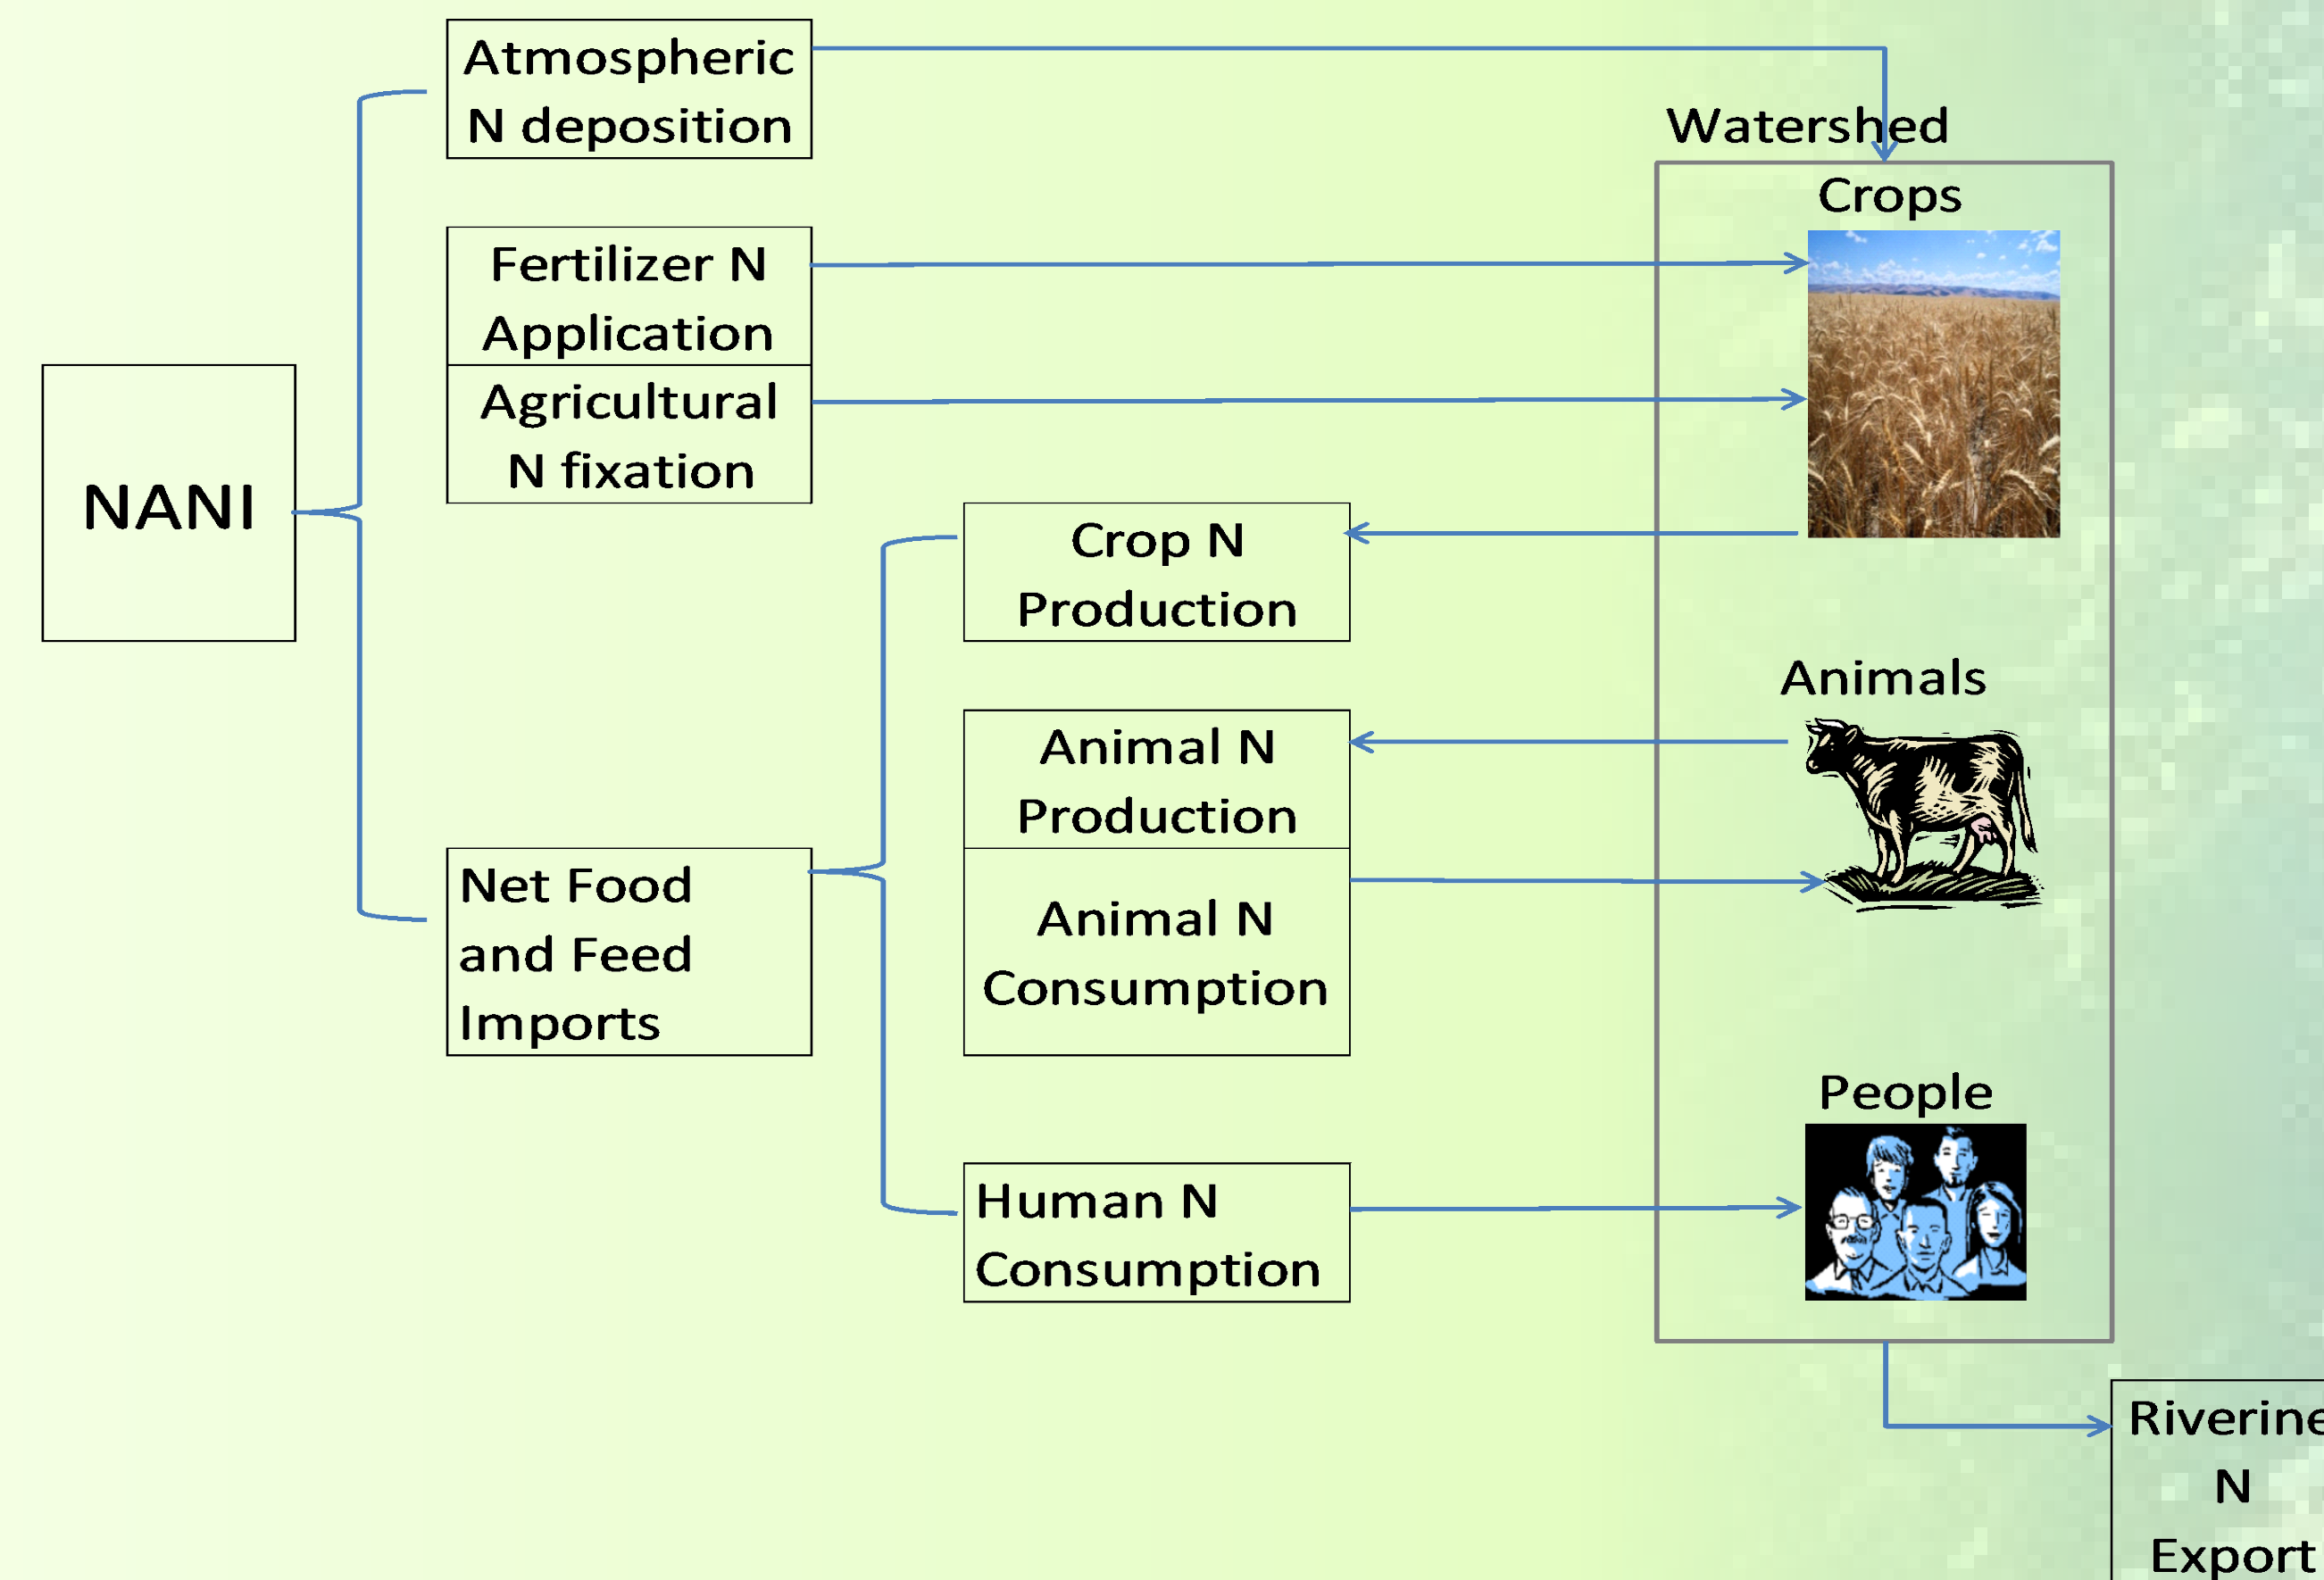 Atmospheric
N deposition
Watershed
Crops
Fertilizer N
Application
Agricultural
N fixation
NANI
Crop N
Production
Animals
Animal N
Production
Net Food
and Feed
Imports
Animal N
Consumption
People
Human N
Consumption
Riverine
N
Export